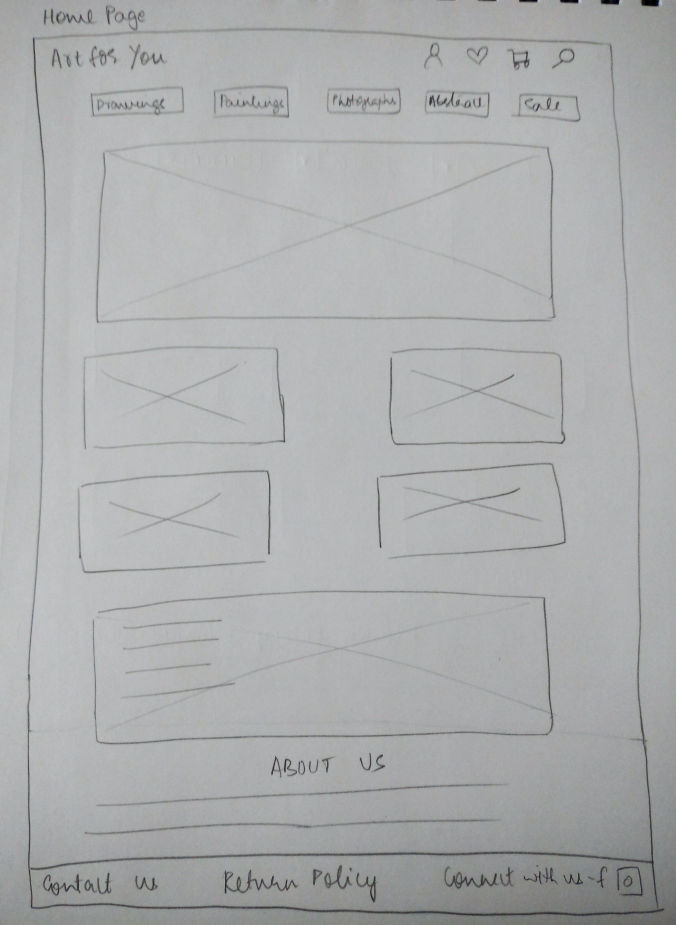 Home Page
Art for You
Drawings Paintings Photographs Abstract Sale
ABOUT US
Contact us Return Policy Connect with us - f